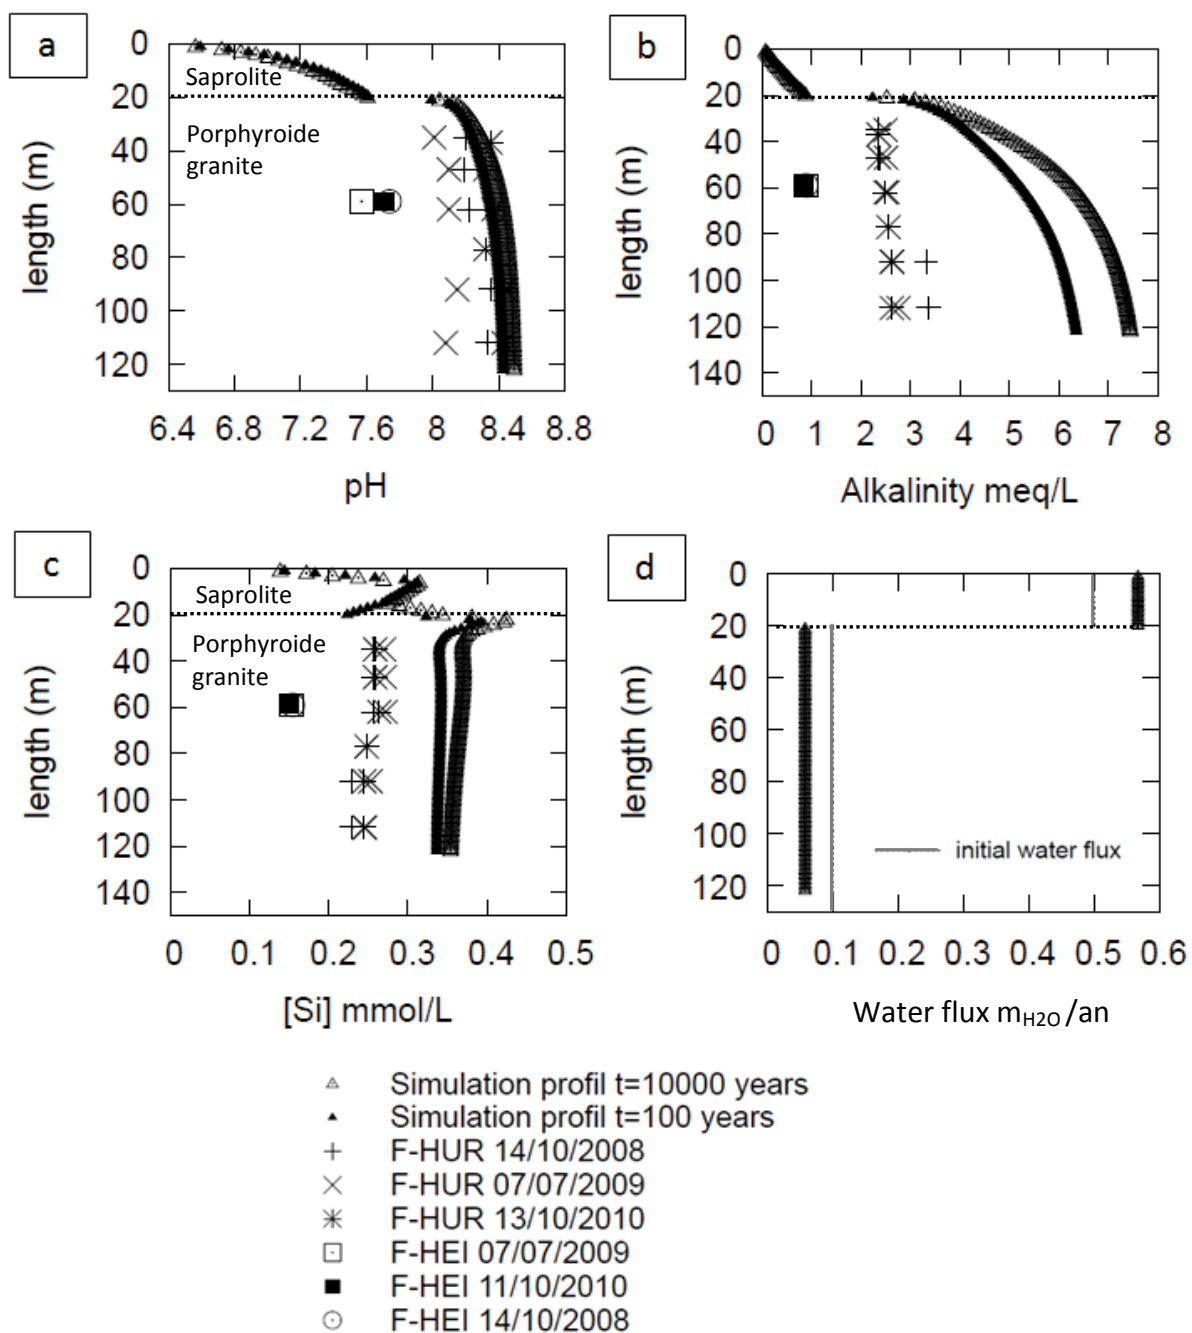 a
0
20
40
60
80
100
120
length (m)
Saprolite
Porphyroide
granite
6.4 6.8 7.2 7.6 8 8.4 8.8
pH
b
0
20
40
60
80
100
120
140
length (m)
0 1 2 3 4 5 6 7 8
Alkalinity meq/L
c
0
20
40
60
80
100
120
140
length (m)
Saprolite
Porphyroide
granite
0 0.1 0.2 0.3 0.4 0.5
[Si] mmol/L
d
0
20
40
60
80
100
120
length (m)
initial water flux
0 0.1 0.2 0.3 0.4 0.5 0.6
Water flux mH2O /an
Simulation profil t=10000 years
Simulation profil t=100 years
F-HUR 14/10/2008
F-HUR 07/07/2009
F-HUR 13/10/2010
F-HEI 07/07/2009
F-HEI 11/10/2010
F-HEI 14/10/2008